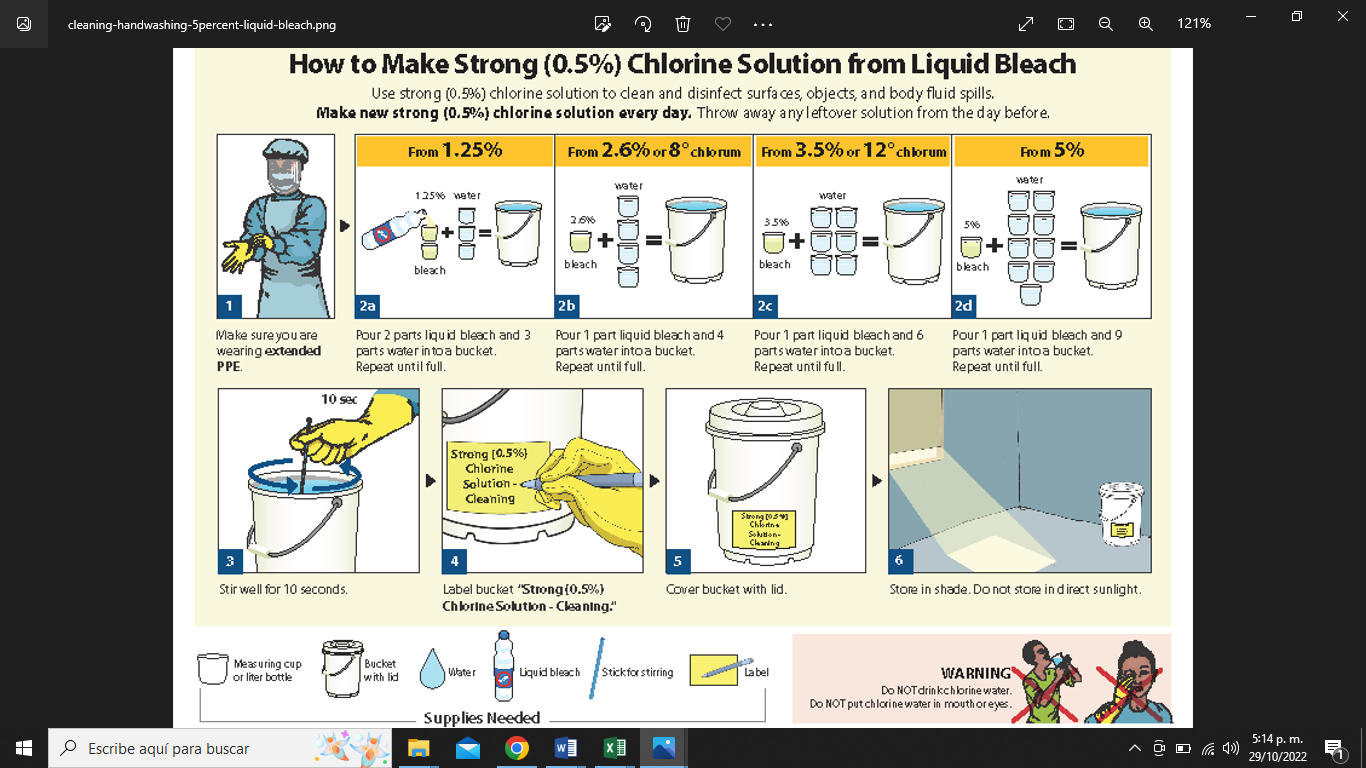 cleaning-handwashing-5percent-liquid-bleach.png
121%
How to Make Strong (0.5%) Chlorine Solution from Liquid Bleach
Use strong (0.5%) chlorine solution to clean and disinfect surfaces, objects, and body fluid spills.
Make new strong (0.5%) chlorine solution every day. Throw away any leftover solution from the day before.
1
Make sure you are
wearing extended
PPE.
From 1.25%
1.25% water
bleach
2a
Pour 2 parts liquid bleach and 3
parts water into a bucket.
Repeat until full.
From 2.6% or 8° chlorum
water
2.6%
bleach
2b
Pour 1 part liquid bleach and 4
parts water into a bucket.
Repeat until full.
From 3.5% or 12° chlorum
water
3.5%
bleach
2c
Pour 1 part liquid bleach and 6
parts water into a bucket.
Repeat until full.
From 5%
water
5%
bleach
2d
Pour 1 part liquid bleach and 9
parts water into a bucket.
Repeat until full.
10 sec
3
Stir well for 10 seconds.
Strong (0.5%)
Chlorine
Solution -
Cleaning
4
Label bucket "Strong (0.5%)
Chlorine Solution - Cleaning."
Strong (0.5%)
Chlorine
Solution -
Cleaning
5
Cover bucket with lid.
6
Store in shade. Do not store in direct sunlight.
Measuring cup
or liter bottle
Bucket
with lid
Water
Liquid bleach
Stick for stirring
Label
Supplies Needed
WARNING
Do NOT drink chlorine water.
Do NOT put chlorine water in mouth or eyes.
Escribe aquí para buscar
5:14 p. m.
29/10/2022
1